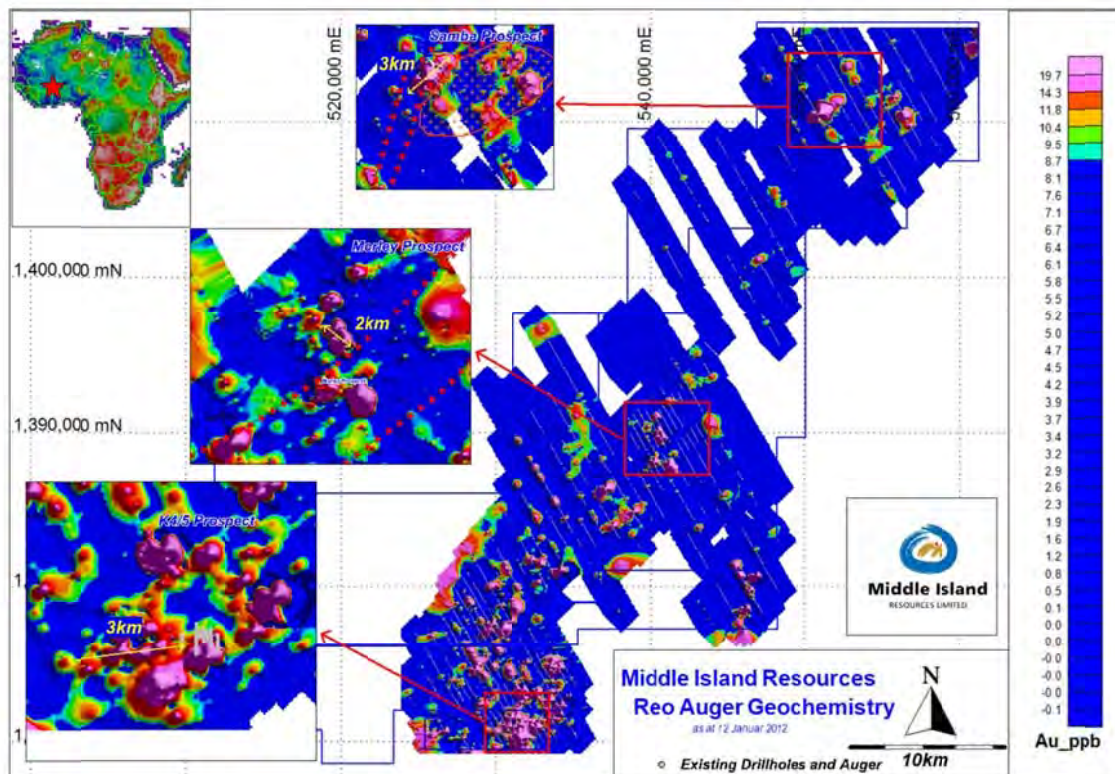 Samba Prospect
3km
520,000 mE
540,000 mE
Morley Prospect
2km
1,400,000 mN
1,390,000 mN
K4/5 Prospect
3km
Middle Island
RESOURCES LIMITED
Middle Island Resources
Reo Auger Geochemistry
as at 12 Januar 2012
N
10km
Existing Drillholes and Auger
19.7
14.3
11.8
10.4
9.5
8.7
8.1
7.6
7.1
6.7
6.4
6.1
5.8
5.5
5.2
5.0
4.7
4.5
4.2
3.9
3.7
3.4
3.2
2.9
2.6
2.3
1.9
1.6
1.2
0.8
0.5
0.1
0.0
0.0
-0.0
-0.0
-0.0
-0.1
Au_ppb